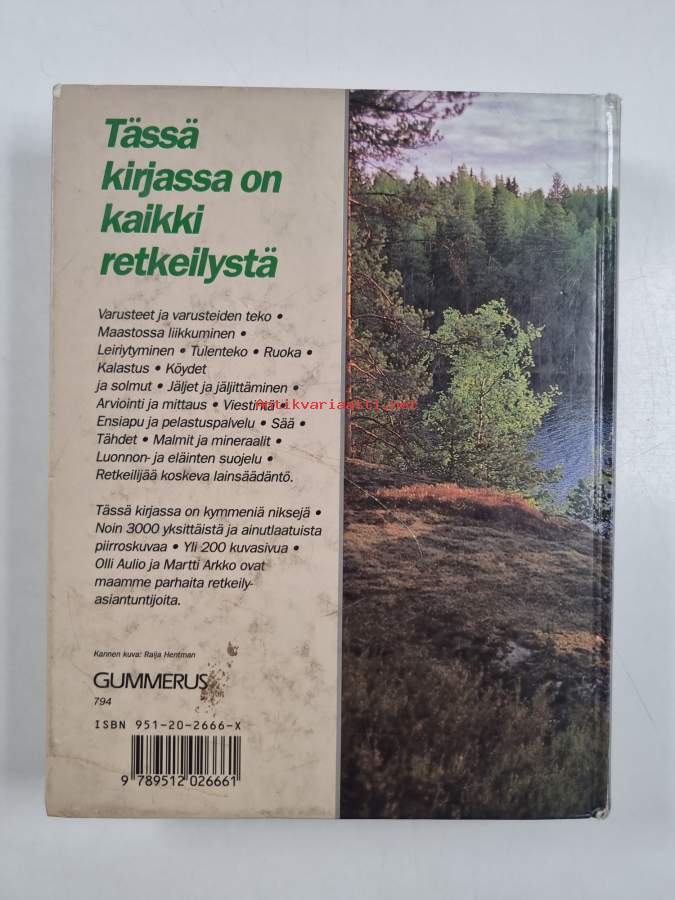 Tässä
kirjassa on
kaikki
retkeilystä
Varusteet ja varusteiden teko •
Maastossa liikkuminen •
Leiriytyminen • Tulenteko • Ruoka •
Kalastus • Köydet
ja solmut • Jäljet ja jäljittäminen •
Arviointi ja mittaus • Viestintä •
Antikvariaatti.net
Ensiapu ja pelastuspalvelu • Sää •
Tähdet • Malmit ja mineraalit •
Luonnon- ja eläinten suojelu •
Retkeilijää koskeva lainsäädäntö.
Tässä kirjassa on kymmeniä niksejä •
Noin 3000 yksittäistä ja ainutlaatuista
piirroskuvaa • Yli 200 kuvasivua •
Olli Aulio ja Martti Arkko ovat
maamme parhaita retkeily-
asiantuntijoita.
Kannen kuva: Raija Hentman
GUMMERUS
794
ISBN 951-20-2666-X
9 789512 026661